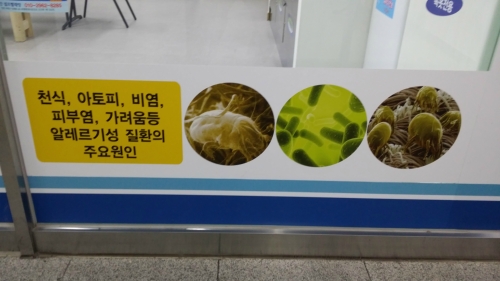 천식, 아토피, 비염,
피부염, 가려움등
알레르기성 질환의
주요원인